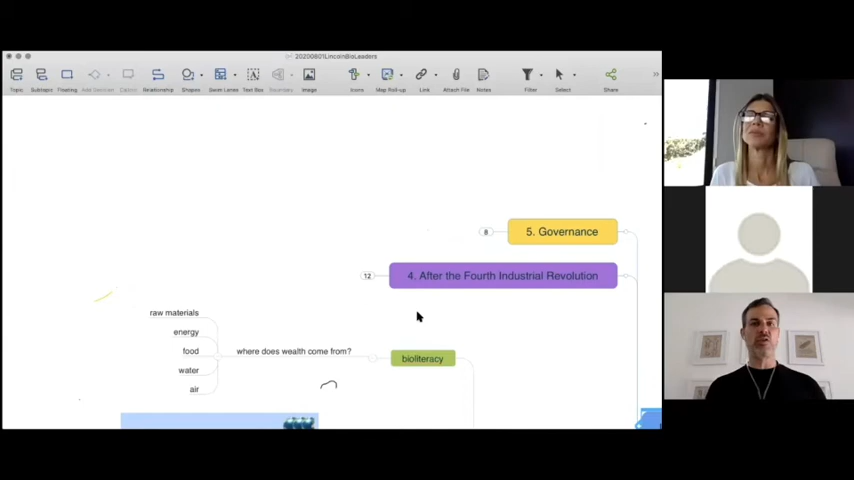 20200801LincolnBioLeaders
Topic Subtopic Floating Callout Relationship Shapes Swim Lanes Text Box Boundary Image Icons Map Roll-up Link Attach File Notes Filter Select Share
8 5. Governance
12 4. After the Fourth Industrial Revolution
raw materials
energy
food where does wealth come from? bioliteracy
water
air